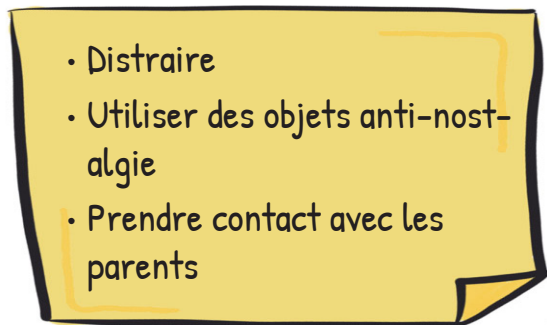 • Distraire
• Utiliser des objets anti-nost-
algie
• Prendre contact avec les
parents